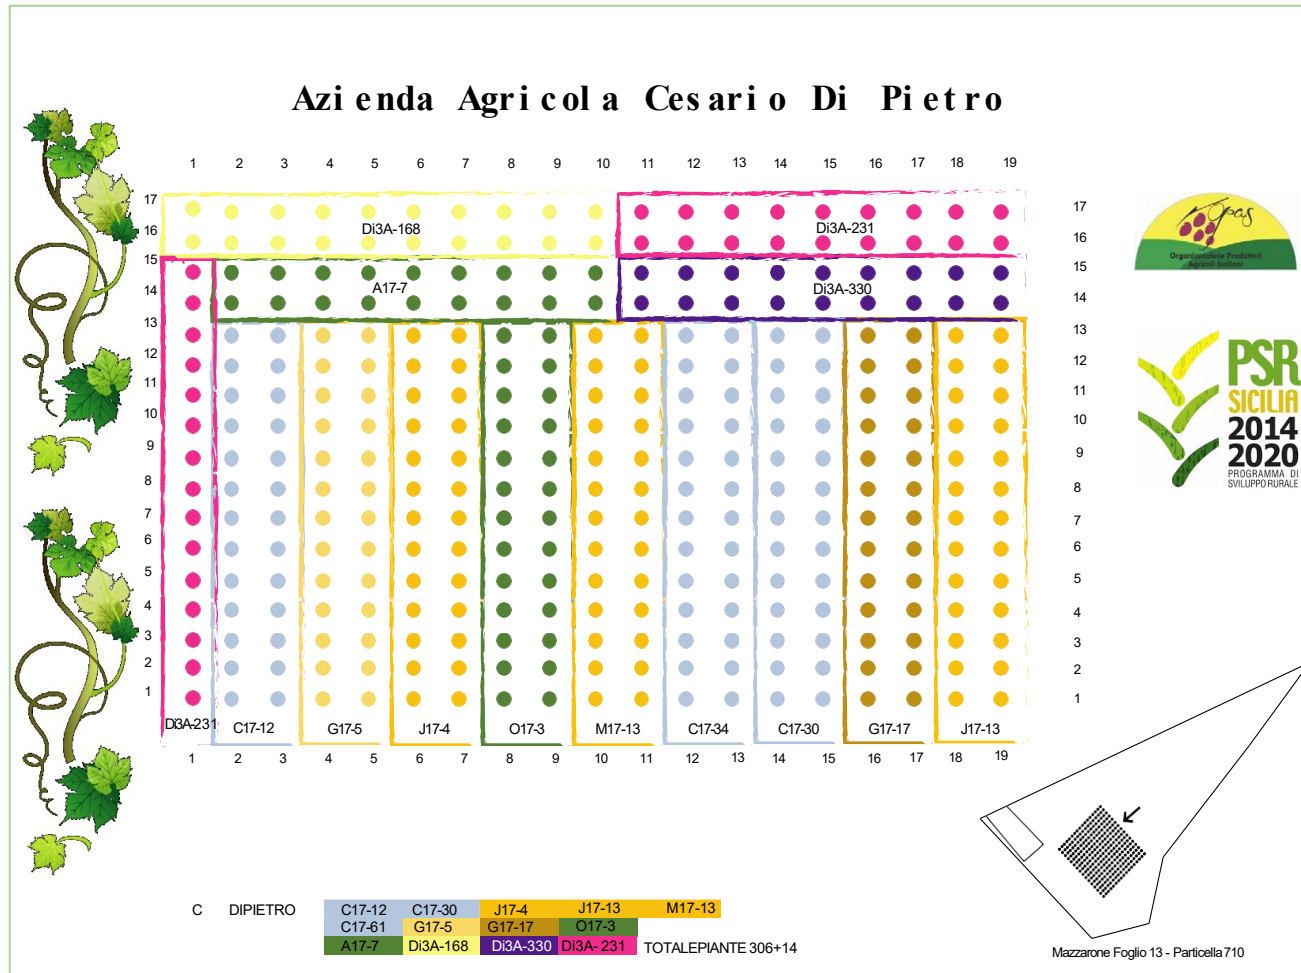 Azienda Agricola Cesario Di Pietro
1 2 3 4 5 6 7 8 9 10 11 12 13 14 15 16 17 18 19
17 17
16 Di3A-168 Di3A-231 16
15 15
14 A17-7 Di3A-330 14
13 13
12 12
11 11
10 10
9 9
8 8
7 7
6 6
5 5
4 4
3 3
2 2
1 1
Di3A-231 C17-12 G17-5 J17-4 O17-3 M17-13 C17-34 C17-30 G17-17 J17-13
1 2 3 4 5 6 7 8 9 10 11 12 13 14 15 16 17 18 19
Opas
Organizzazione Produttori
Agricoli Siciliani
PSR
SICILIA
2014
2020
PROGRAMMA DI
SVILUPPO RURALE
C DIPIETRO C17-12 C17-30 J17-4 J17-13 M17-13
C17-61 G17-5 G17-17 O17-3
A17-7 Di3A-168 Di3A-330 Di3A-231 TOTALE PIANTE 306+14
Mazzarone Foglio 13 - Particella 710